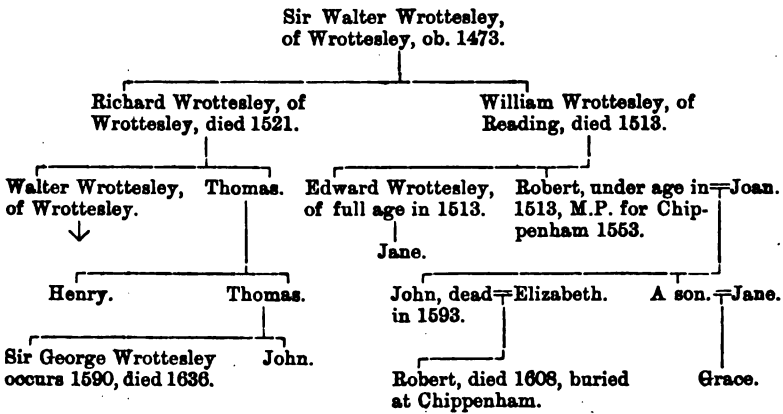 Sir Walter Wrottesley,
of Wrottesley, ob. 1473.
Richard Wrottesley, of
Wrottesley, died 1521.
William Wrottesley, of
Reading, died 1513.
Walter Wrottesley,
of Wrottesley.
Thomas.
Edward Wrottesley,
of full age in 1513.
Robert, under age in=Joan.
1513, M.P. for Chip-
penham 1553.
Jane.
Henry.
Thomas.
John, dead=Elizabeth.
in 1593.
A son.=Jane.
Sir George Wrottesley
occurs 1590, died 1636.
John.
Robert, died 1608, buried
at Chippenham.
Grace.